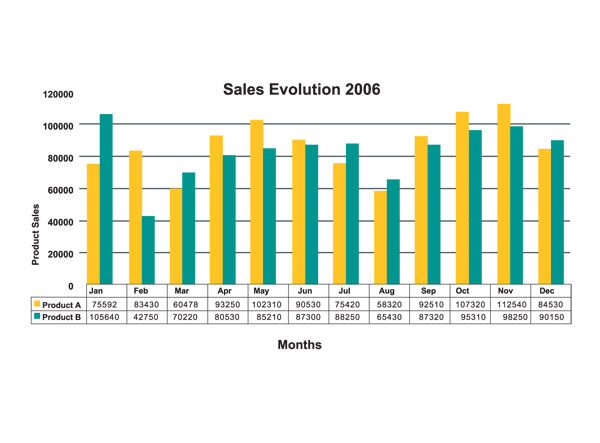 Sales Evolution 2006
120000
100000
80000
60000
40000
20000
0
Product Sales
Jan Feb Mar Apr May Jun Jul Aug Sep Oct Nov Dec
Product A 75592 83430 60478 93250 102310 90530 75420 58320 92510 107320 112540 84530
Product B 105640 42750 70220 80530 85210 87300 88250 65430 87320 95310 98250 90150
Months